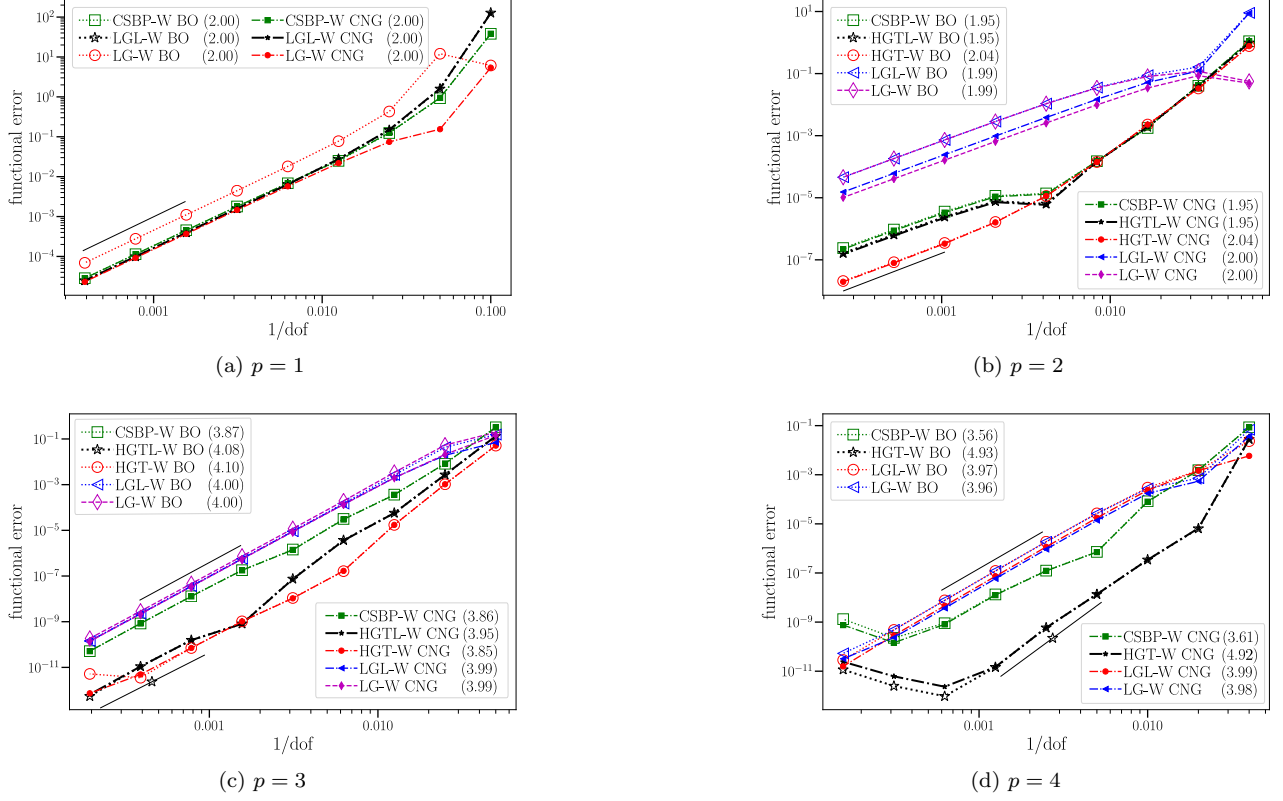 CSBP-W BO (2.00)
LGL-W BO (2.00)
LG-W BO (2.00)
CSBP-W CNG (2.00)
LGL-W CNG (2.00)
LG-W CNG (2.00)
functional error
10^2
10^1
10^0
10^{-1}
10^{-2}
10^{-3}
10^{-4}
0.001
0.010
0.100
1/dof
(a) p = 1
CSBP-W BO (1.95)
HGTL-W BO (1.95)
HGT-W BO (2.04)
LGL-W BO (1.99)
LG-W BO (1.99)
CSBP-W CNG (1.95)
HGTL-W CNG (1.95)
HGT-W CNG (2.04)
LGL-W CNG (2.00)
LG-W CNG (2.00)
functional error
10^1
10^{-1}
10^{-3}
10^{-5}
10^{-7}
0.001
0.010
1/dof
(b) p = 2
CSBP-W BO (3.87)
HGTL-W BO (4.08)
HGT-W BO (4.10)
LGL-W BO (4.00)
LG-W BO (4.00)
CSBP-W CNG (3.86)
HGTL-W CNG (3.95)
HGT-W CNG (3.85)
LGL-W CNG (3.99)
LG-W CNG (3.99)
functional error
10^{-1}
10^{-3}
10^{-5}
10^{-7}
10^{-9}
10^{-11}
0.001
0.010
1/dof
(c) p = 3
CSBP-W BO (3.56)
HGT-W BO (4.93)
LGL-W BO (3.97)
LG-W BO (3.96)
CSBP-W CNG (3.61)
HGT-W CNG (4.92)
LGL-W CNG (3.99)
LG-W CNG (3.98)
functional error
10^{-1}
10^{-3}
10^{-5}
10^{-7}
10^{-9}
10^{-11}
0.001
0.010
1/dof
(d) p = 4